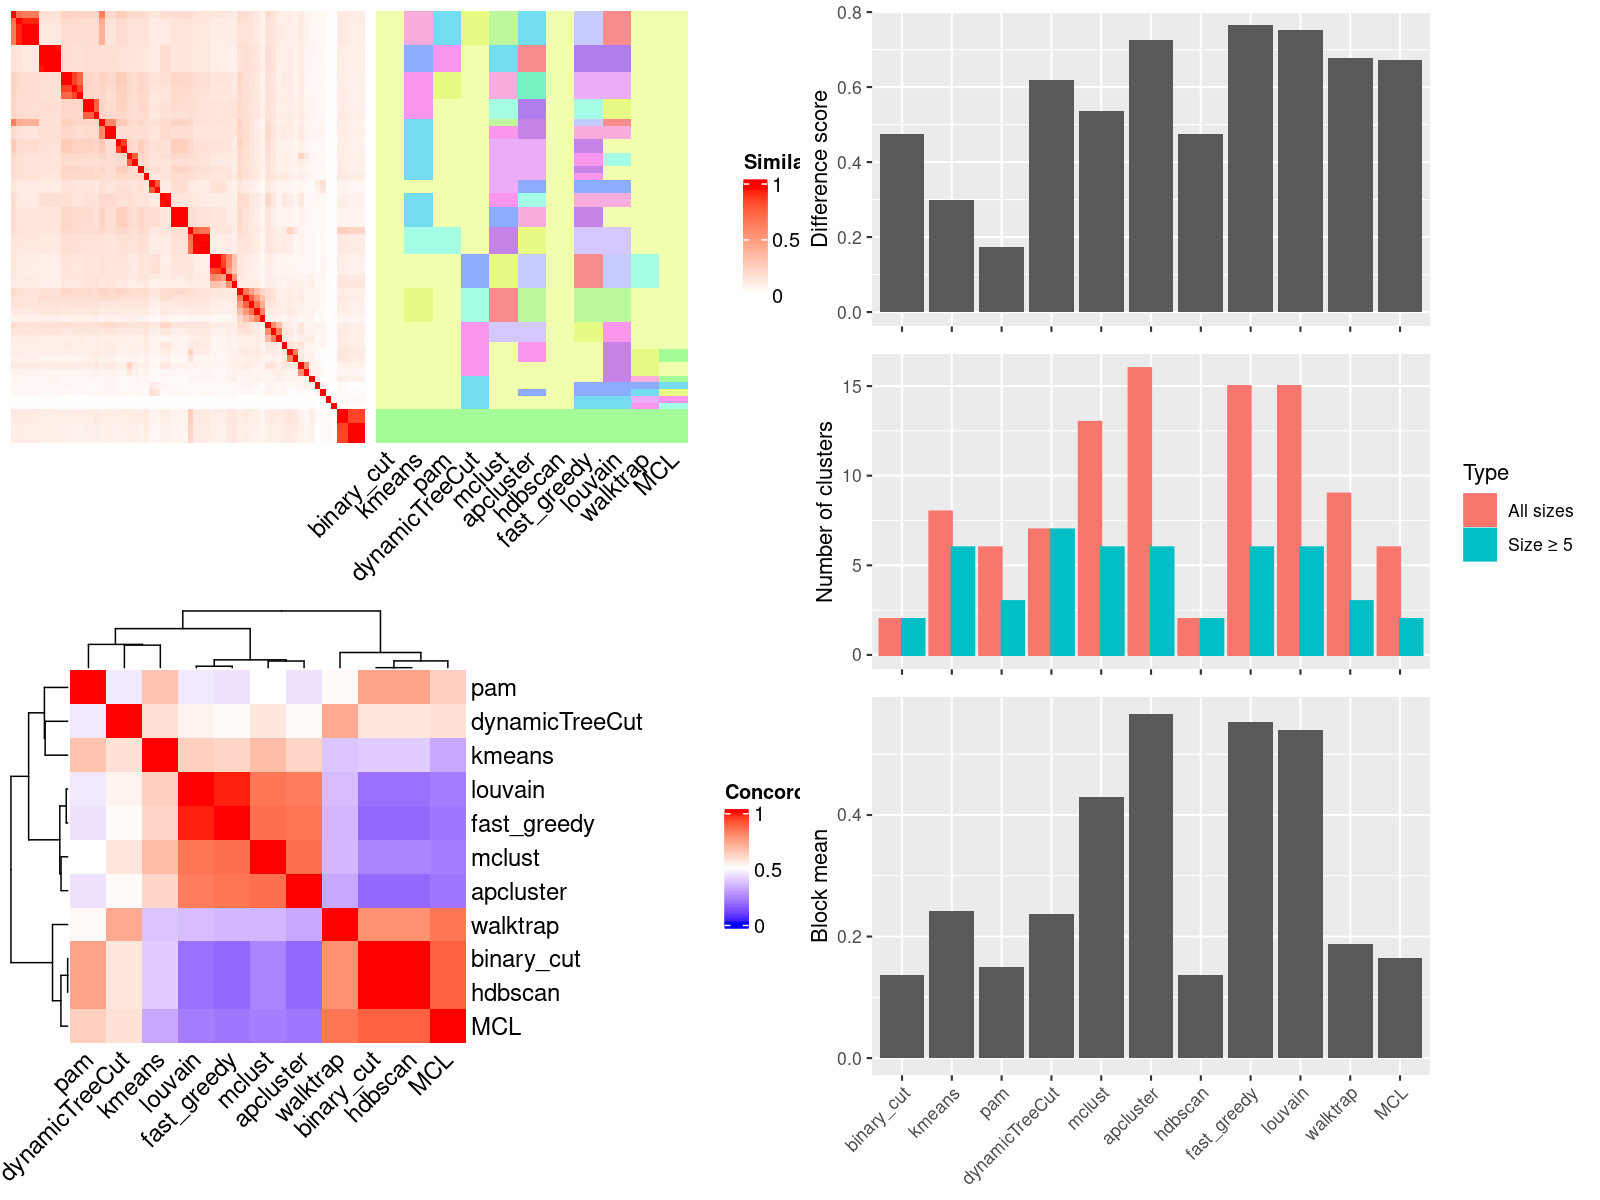 Simila
1
0.5
0
binary_cut
kmeans
pam
dynamicTreeCut
mclust
apcluster
hdbscan
fast_greedy
louvain
walktrap
MCL
pam
dynamicTreeCut
kmeans
louvain
fast_greedy
mclust
apcluster
walktrap
binary_cut
hdbscan
MCL
Concord
1
0.5
0
pam
dynamicTreeCut
kmeans
louvain
fast_greedy
mclust
apcluster
walktrap
binary_cut
hdbscan
MCL
Difference score
0.8
0.6
0.4
0.2
0.0
Number of clusters
15
10
5
0
Type
All sizes
Size ≥ 5
Block mean
0.4
0.2
0.0
binary_cut
kmeans
pam
dynamicTreeCut
mclust
apcluster
hdbscan
fast_greedy
louvain
walktrap
MCL